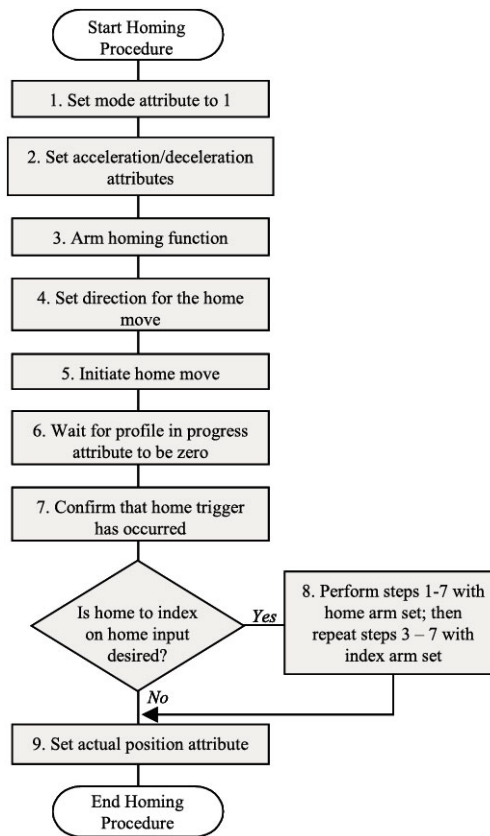 Start Homing
Procedure
1. Set mode attribute to 1
2. Set acceleration/deceleration
attributes
3. Arm homing function
4. Set direction for the home
move
5. Initiate home move
6. Wait for profile in progress
attribute to be zero
7. Confirm that home trigger
has occurred
Is home to index
on home input
desired?
Yes
8. Perform steps 1-7 with
home arm set; then
repeat steps 3 – 7 with
index arm set
No
9. Set actual position attribute
End Homing
Procedure